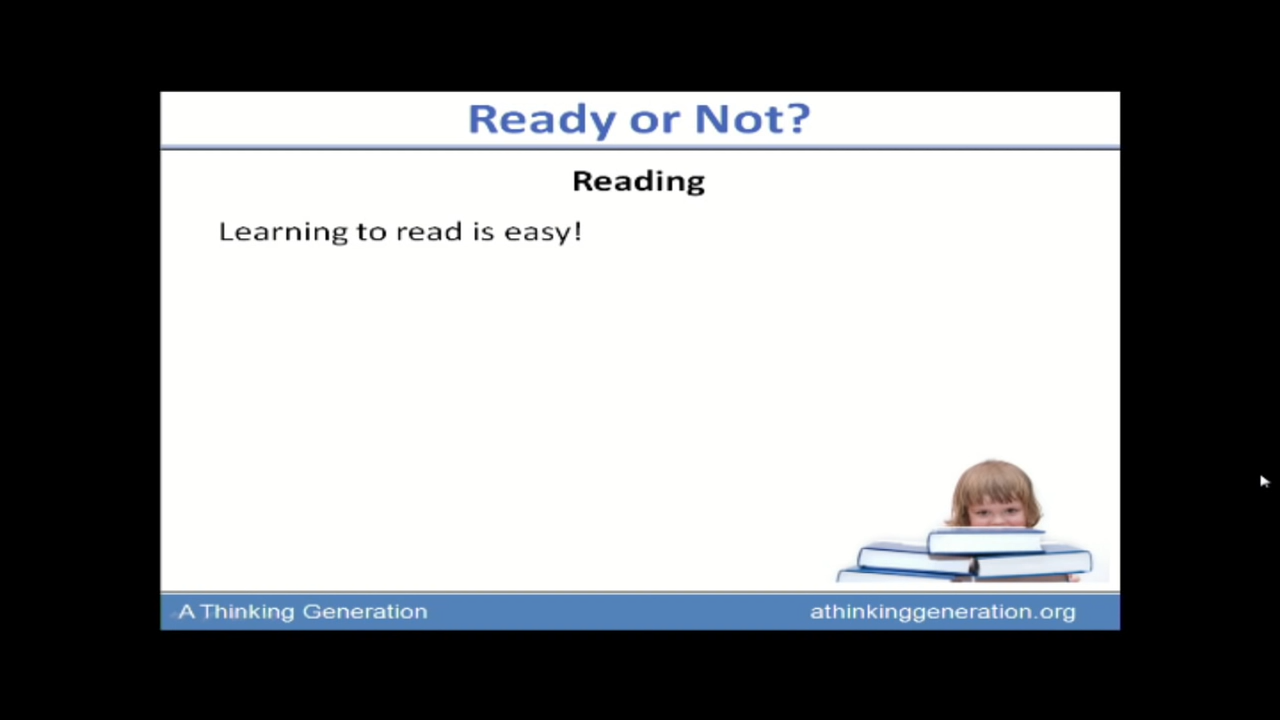 Ready or Not?
Reading
Learning to read is easy!
A Thinking Generation
athinkinggeneration.org